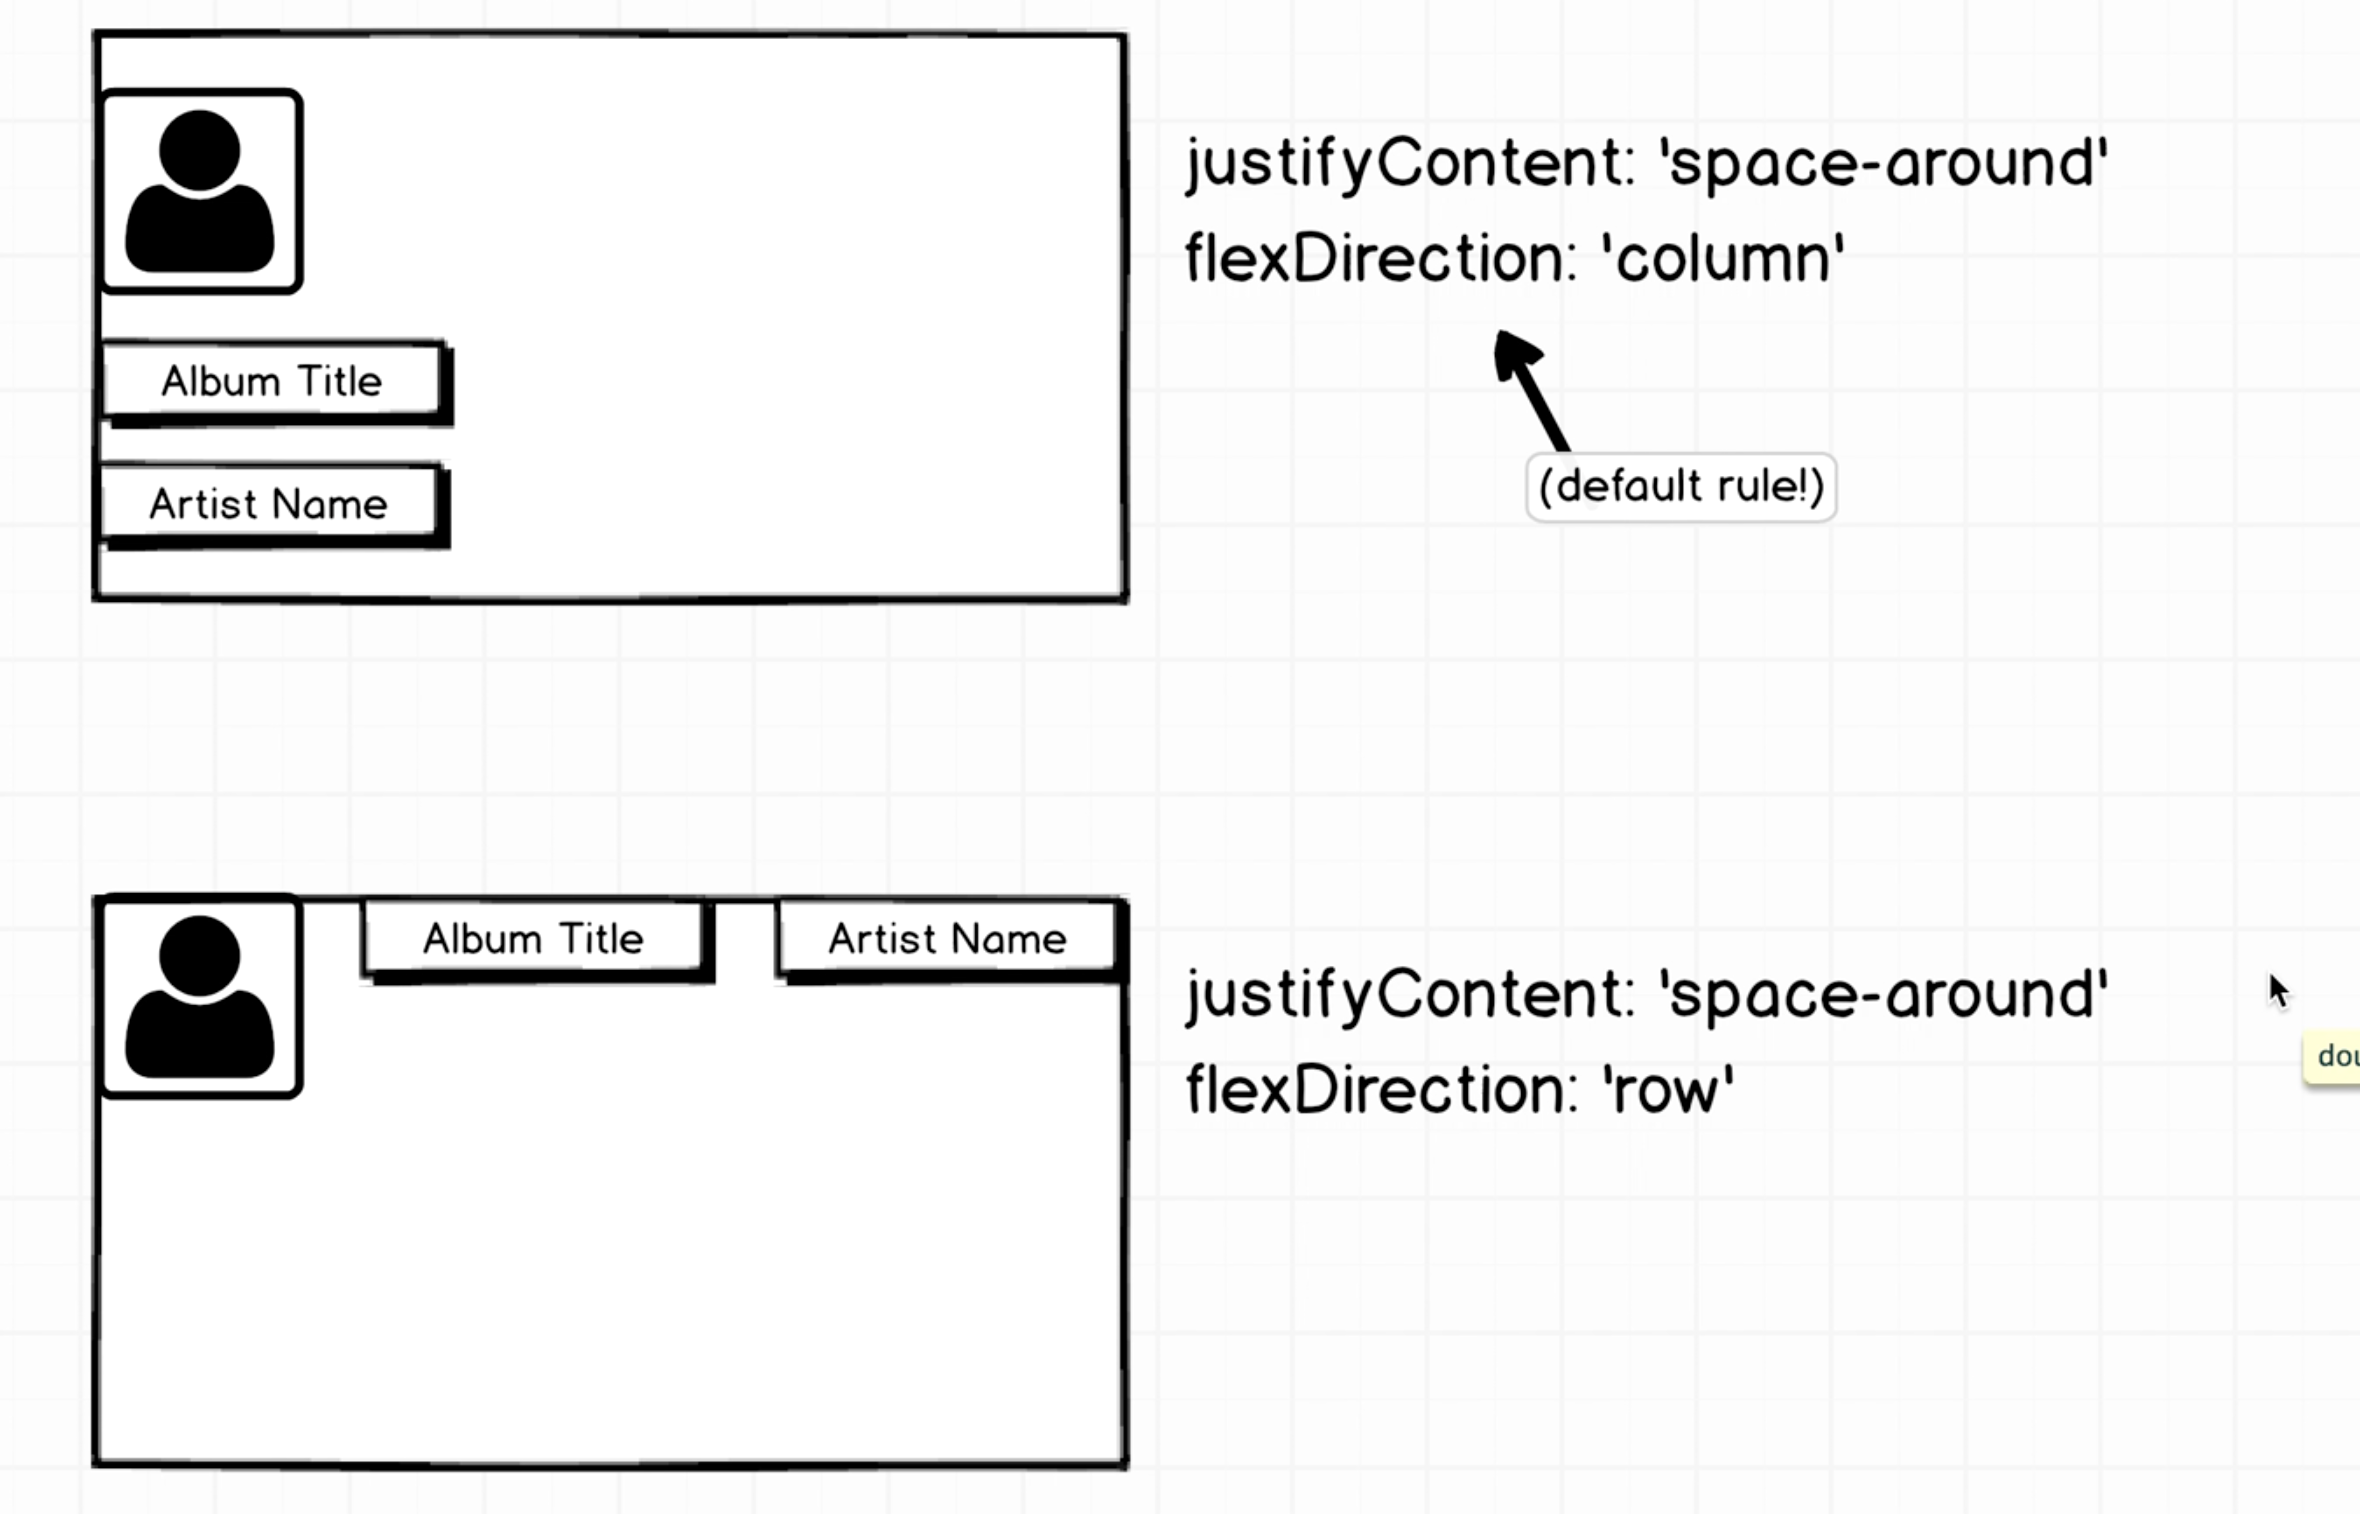 justifyContent: 'space-around'
flexDirection: 'column'
Album Title
Artist Name
(default rule!)
Album Title
Artist Name
justifyContent: 'space-around'
flexDirection: 'row'